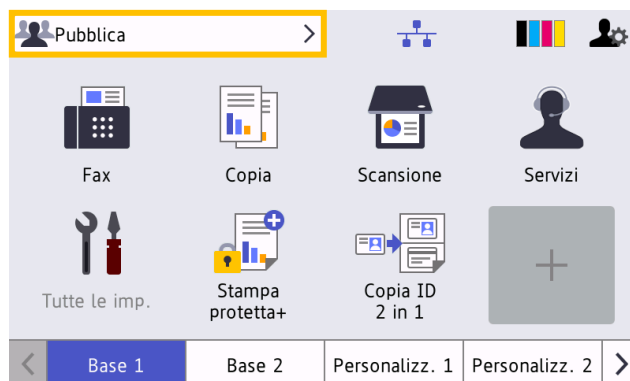 Pubblica
Fax
Copia
Scansione
Servizi
Tutte le imp.
Stampa
protetta+
Copia ID
2 in 1
Base 1
Base 2
Personalizz. 1
Personalizz. 2